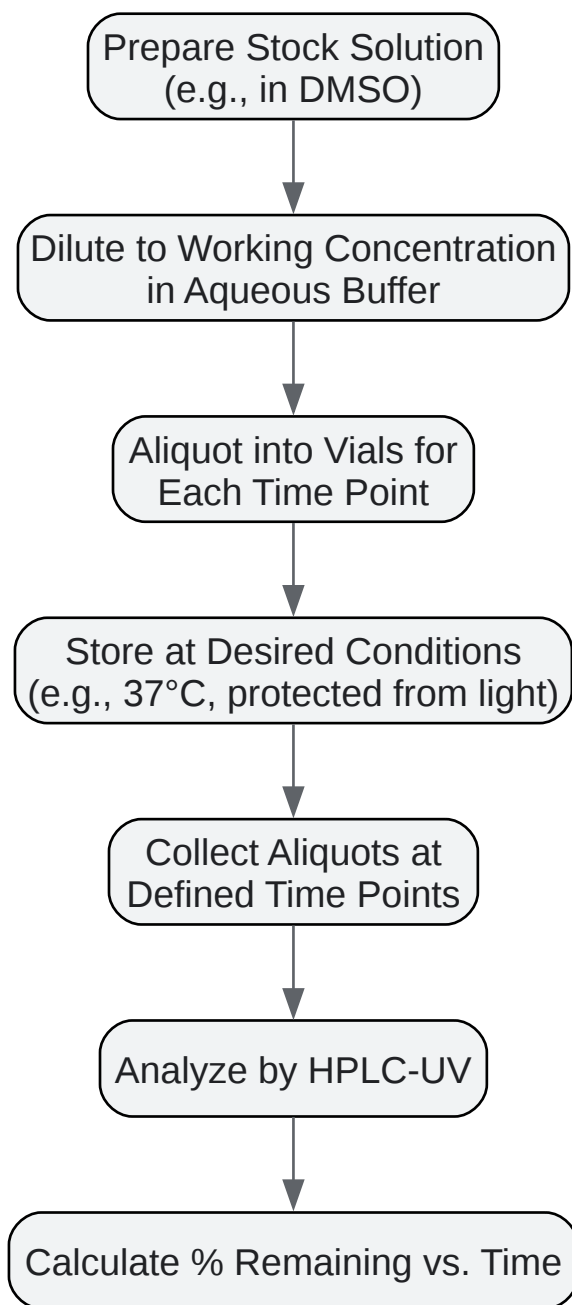 Prepare Stock Solution
(e.g., in DMSO)
Dilute to Working Concentration
in Aqueous Buffer
Aliquot into Vials for
Each Time Point
Store at Desired Conditions
(e.g., 37°C, protected from light)
Collect Aliquots at
Defined Time Points
Analyze by HPLC-UV
Calculate % Remaining vs. Time